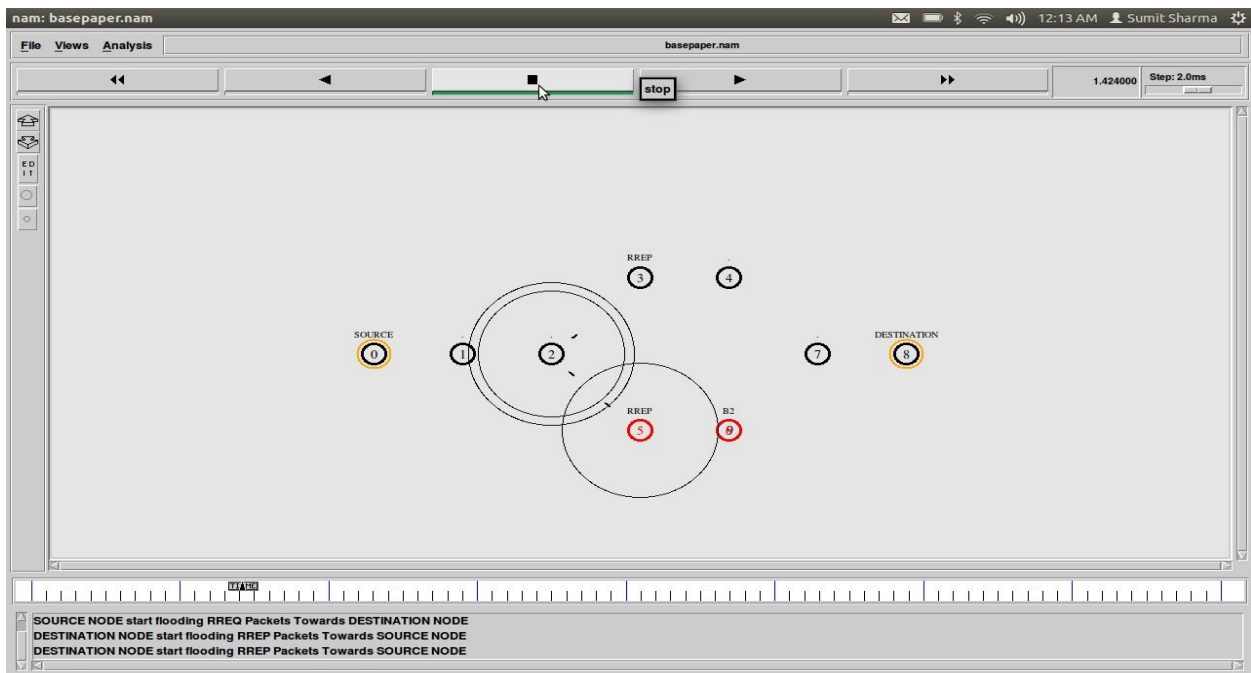 nam: basepaper.nam
12:13 AM Sumit Sharma
File Views Analysis
basepaper.nam
1.424000
Step: 2.0ms
stop
ED
IT
RREP
3
4
SOURCE
DESTINATION
0
1
2
7
8
RREP
B2
5
TIME
SOURCE NODE start flooding RREQ Packets Towards DESTINATION NODE
DESTINATION NODE start flooding RREP Packets Towards SOURCE NODE
DESTINATION NODE start flooding RREP Packets Towards SOURCE NODE